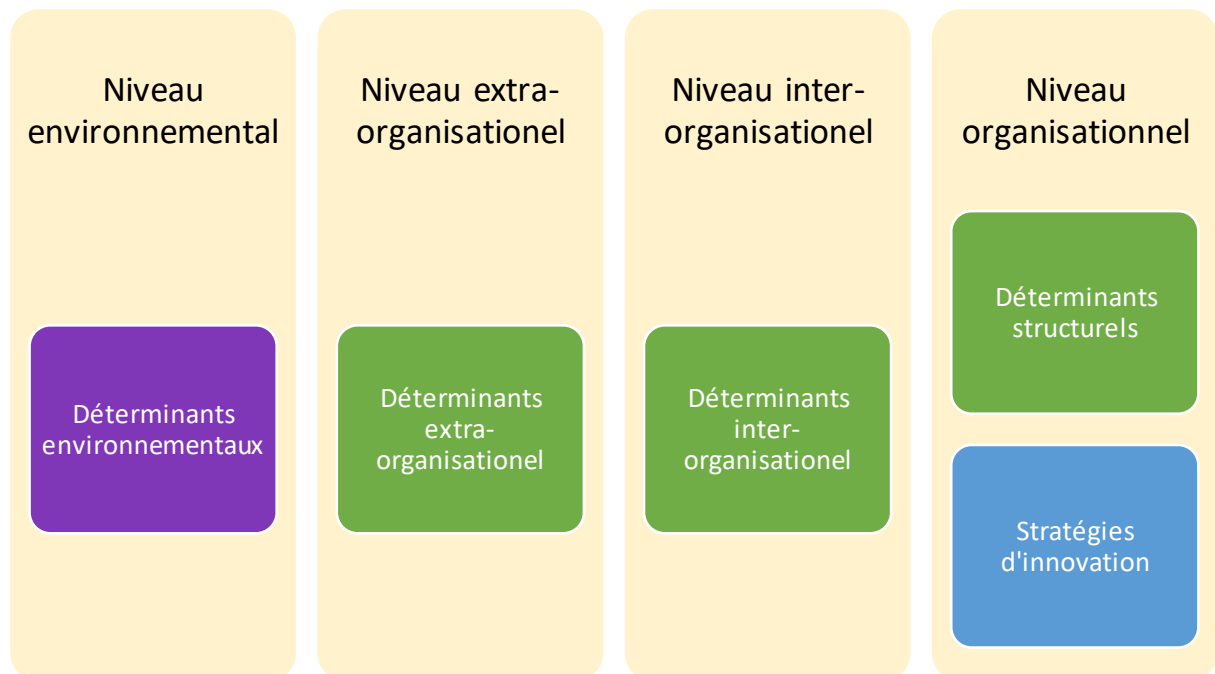 Niveau
environnemental
Déterminants
environnementaux
Niveau extra-
organisationel
Déterminants
extra-
organisationel
Niveau inter-
organisationel
Déterminants
inter-
organisationel
Niveau
organisationnel
Déterminants
structurels
Stratégies
d'innovation